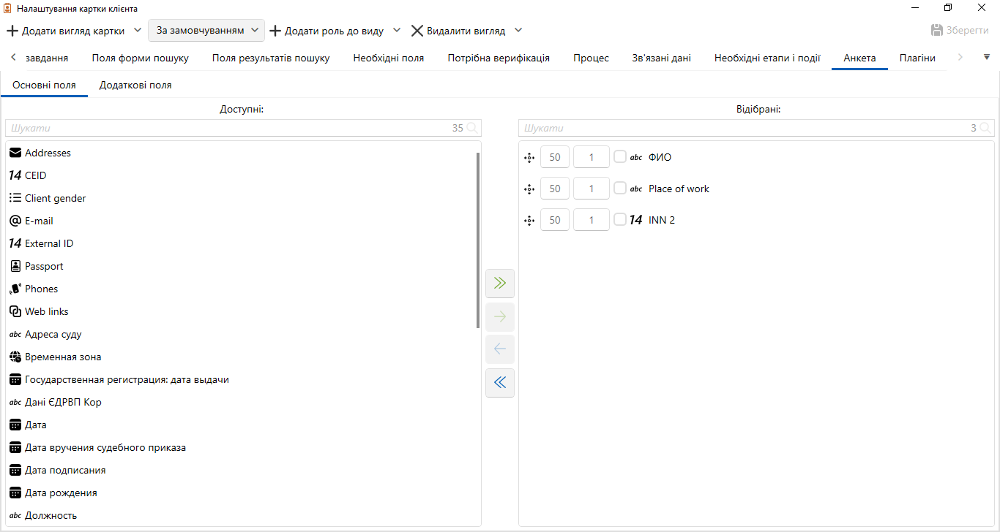 Налаштування картки клієнта
Додати вигляд картки За замовчуванням Додати роль до виду Видалити вигляд Зберегти
завдання Поля форми пошуку Поля результатів пошуку Необхідні поля Потрібна верифікація Процес Зв'язані дані Необхідні етапи і події Анкета Плагіни
Основні поля Додаткові поля
Доступні:
Шукати 35
Addresses
14 CEID
Client gender
E-mail
14 External ID
Passport
Phones
Web links
abc Адреса суду
Временная зона
Государственная регистрация: дата выдачи
abc Дані ЄДРВП Кор
Дата
Дата вручения судебного приказа
Дата подписания
Дата рождения
abc Должность
Відібрані:
Шукати 3
50 1 abc ФИО
50 1 abc Place of work
50 1 14 INN 2